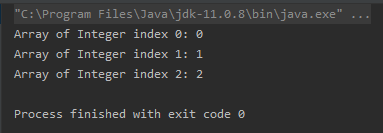 "C:\Program Files\Java\jdk-11.0.8\bin\java.exe" ...
Array of Integer index 0: 0
Array of Integer index 1: 1
Array of Integer index 2: 2
Process finished with exit code 0